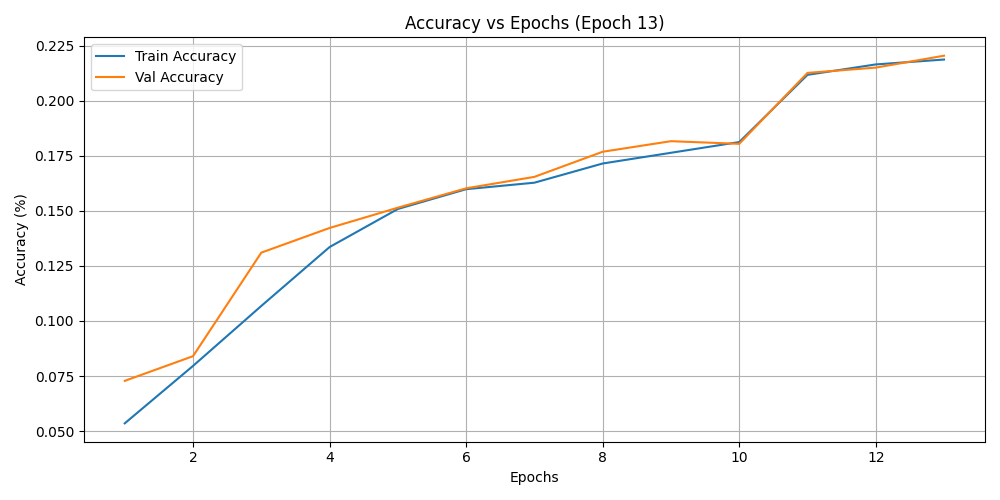 Accuracy vs Epochs (Epoch 13)
Train Accuracy
Val Accuracy
Accuracy (%)
0.225
0.200
0.175
0.150
0.125
0.100
0.075
0.050
2 4 6 8 10 12
Epochs